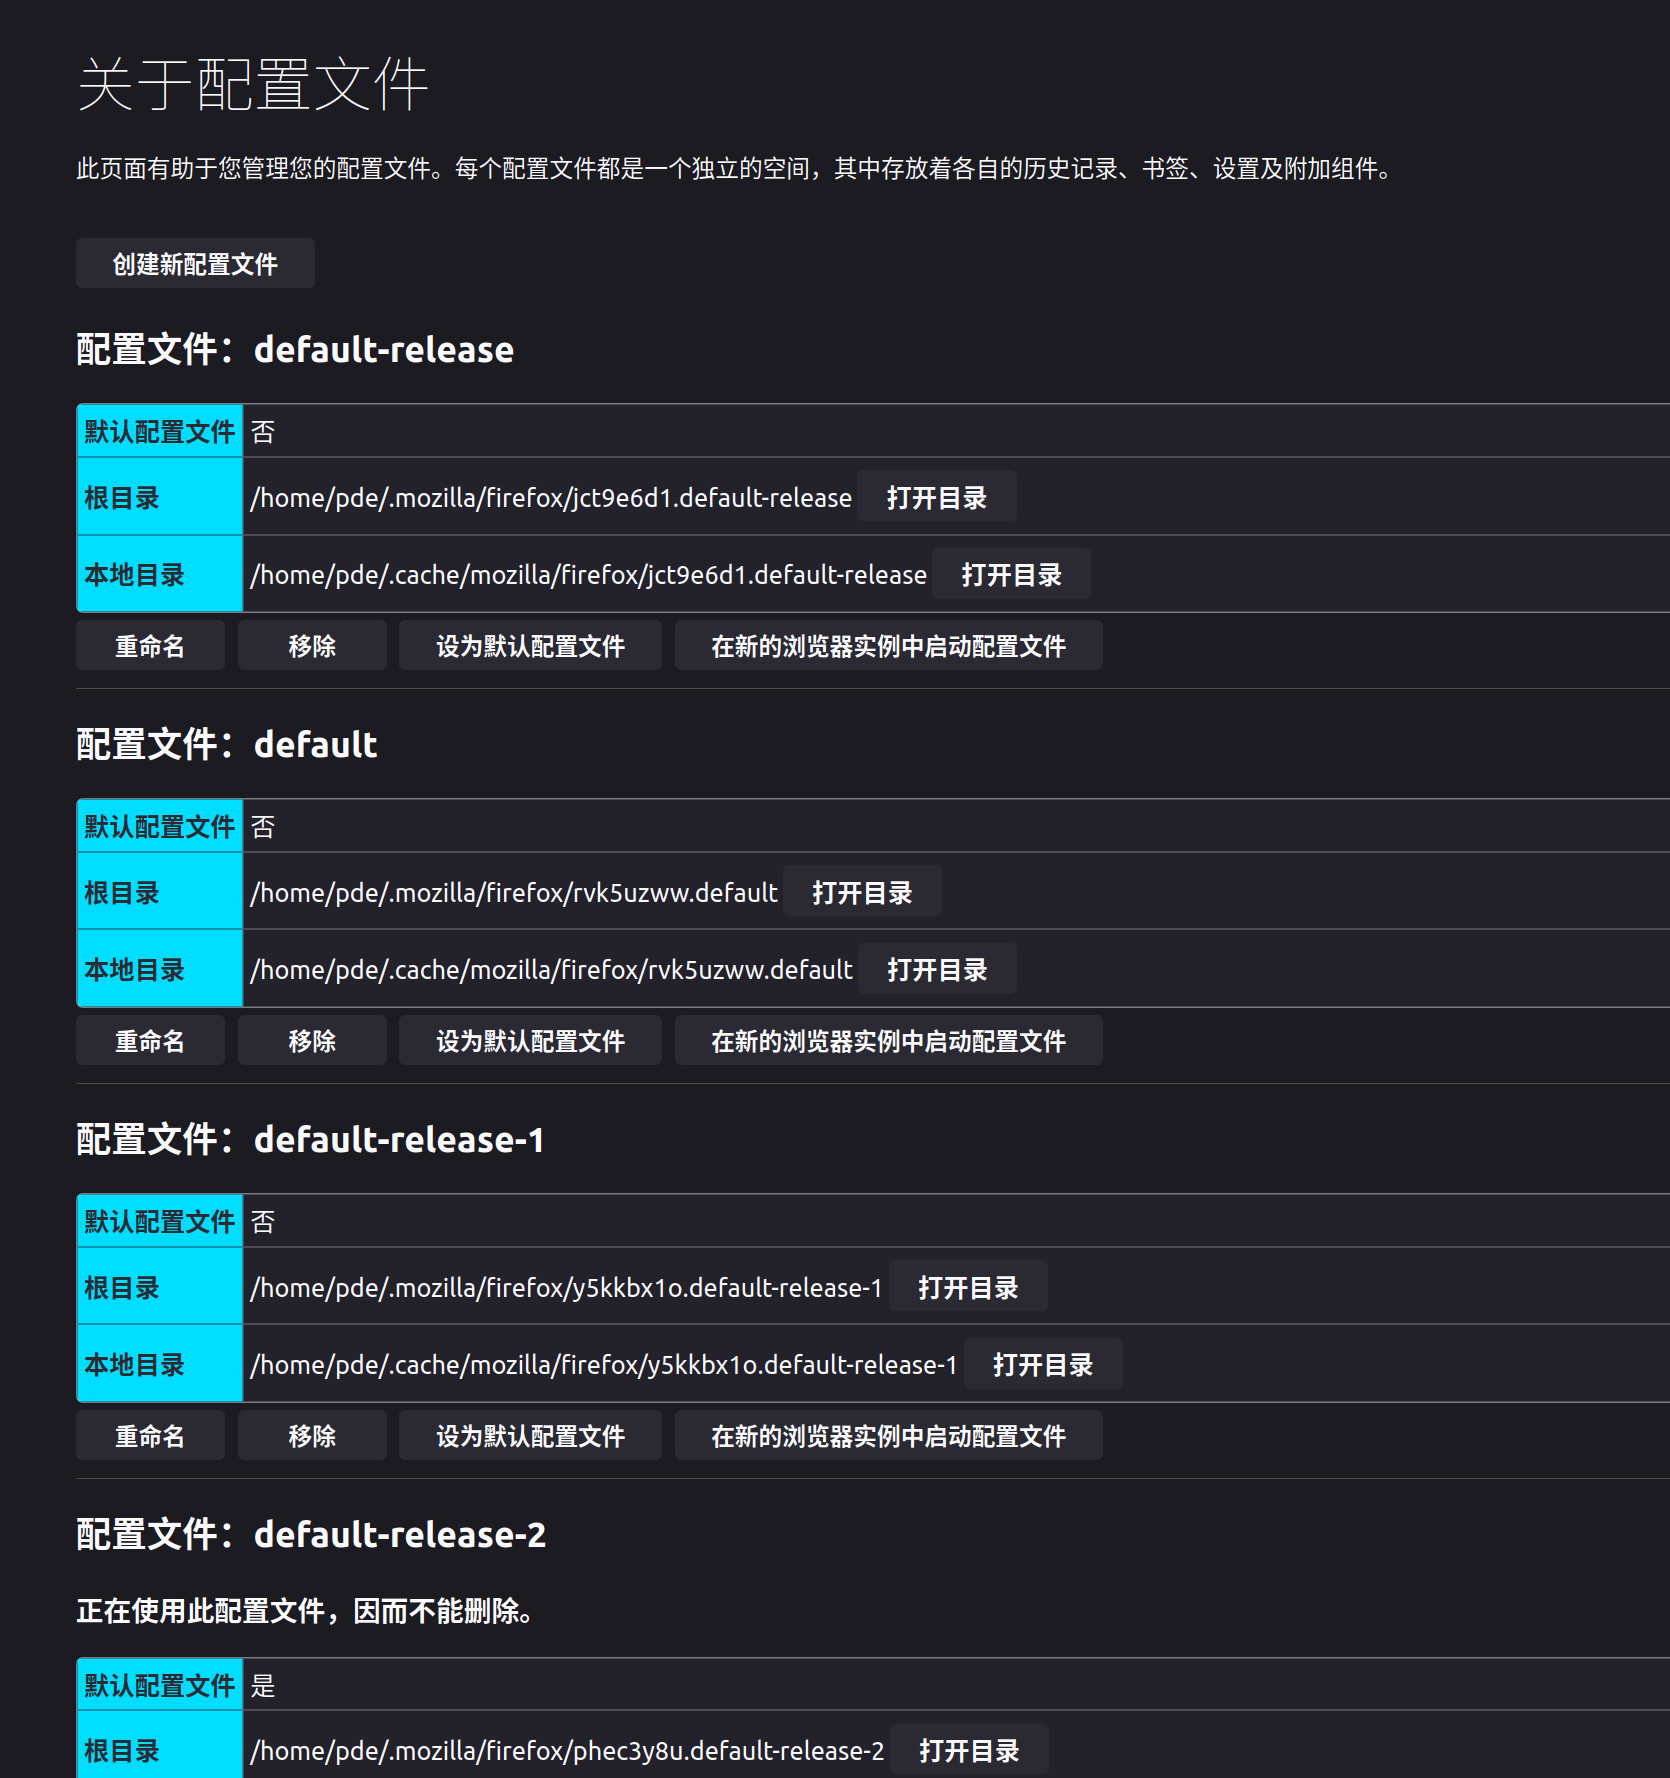 关于配置文件
此页面有助于您管理您的配置文件。每个配置文件都是一个独立的空间，其中存放着各自的历史记录、书签、设置及附加组件。
创建新配置文件
配置文件：default-release
默认配置文件 否
根目录 /home/pde/.mozilla/firefox/jct9e6d1.default-release 打开目录
本地目录 /home/pde/.cache/mozilla/firefox/jct9e6d1.default-release 打开目录
重命名 移除 设为默认配置文件 在新的浏览器实例中启动配置文件
配置文件：default
默认配置文件 否
根目录 /home/pde/.mozilla/firefox/rvk5uzww.default 打开目录
本地目录 /home/pde/.cache/mozilla/firefox/rvk5uzww.default 打开目录
重命名 移除 设为默认配置文件 在新的浏览器实例中启动配置文件
配置文件：default-release-1
默认配置文件 否
根目录 /home/pde/.mozilla/firefox/y5kkbx1o.default-release-1 打开目录
本地目录 /home/pde/.cache/mozilla/firefox/y5kkbx1o.default-release-1 打开目录
重命名 移除 设为默认配置文件 在新的浏览器实例中启动配置文件
配置文件：default-release-2
正在使用此配置文件，因而不能删除。
默认配置文件 是
根目录 /home/pde/.mozilla/firefox/phec3y8u.default-release-2 打开目录